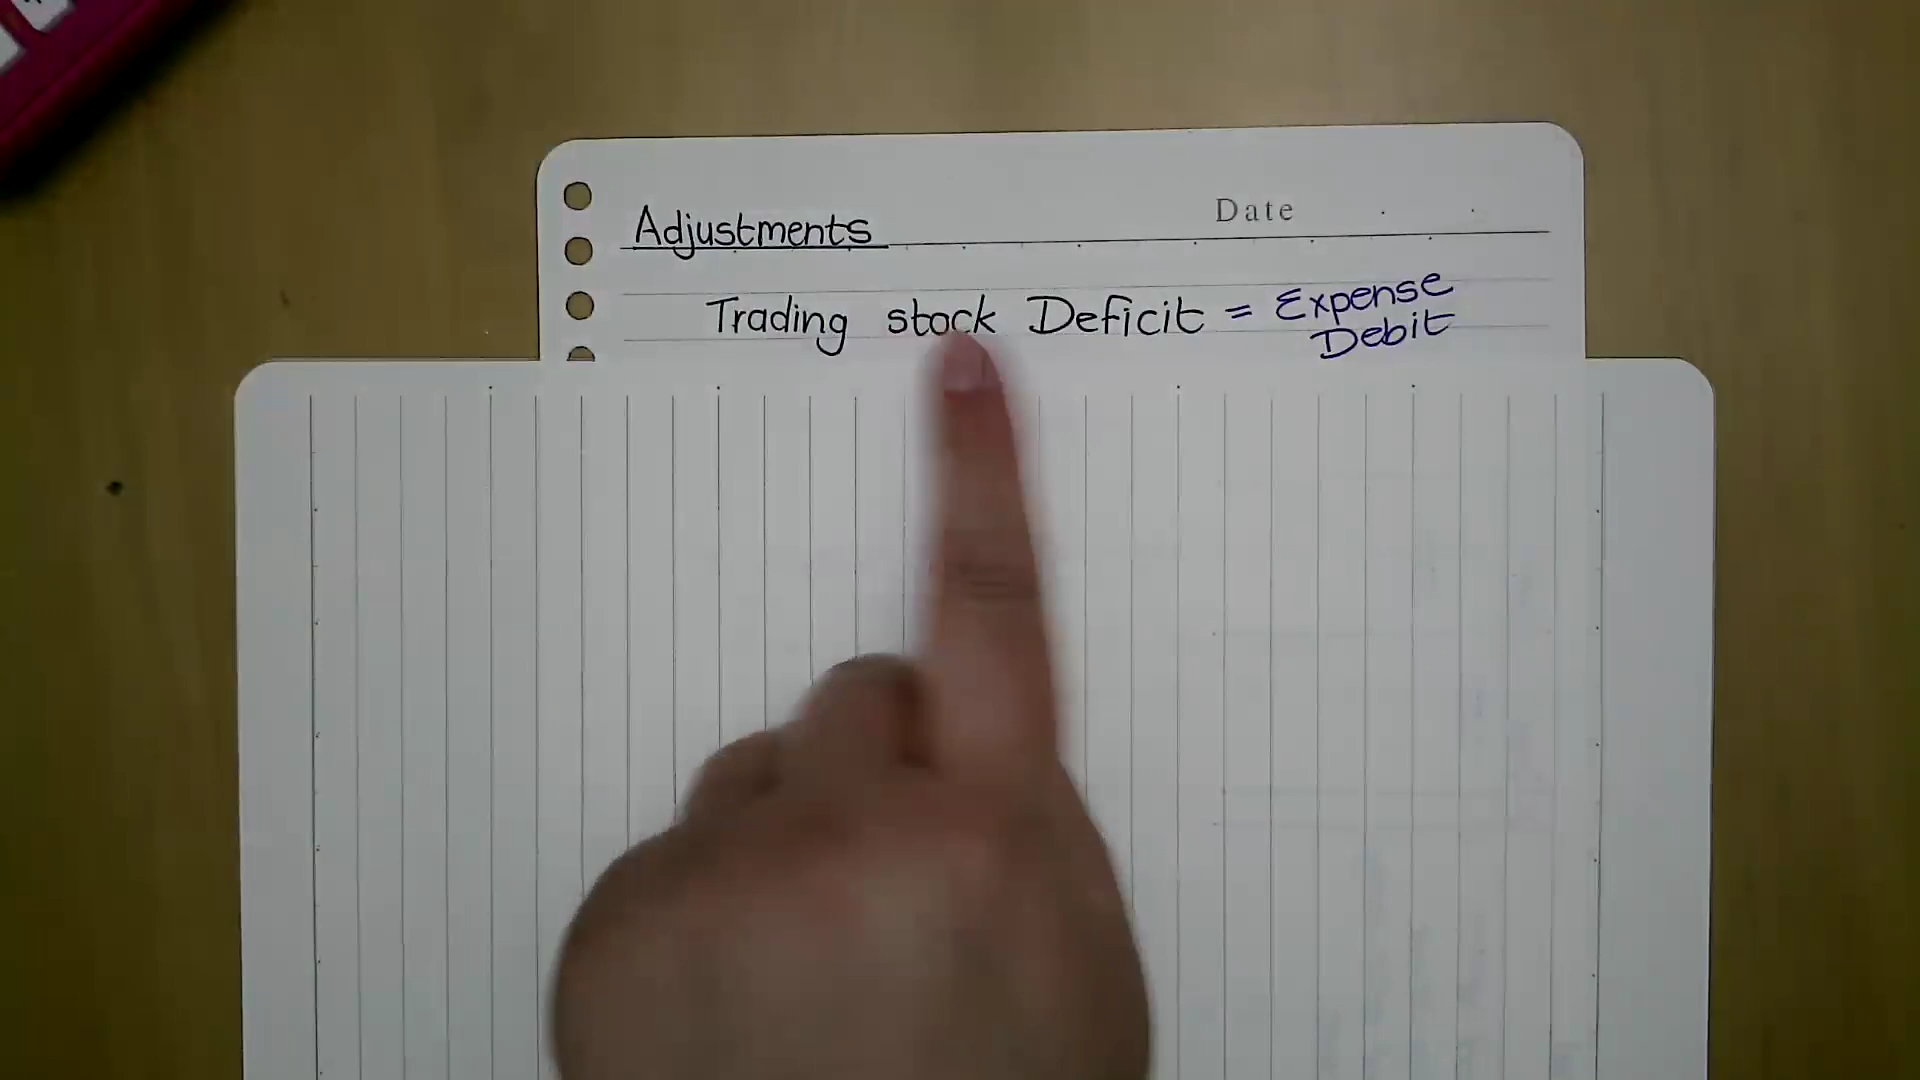 Date
Adjustments
Trading stock Deficit = Expense
Debit